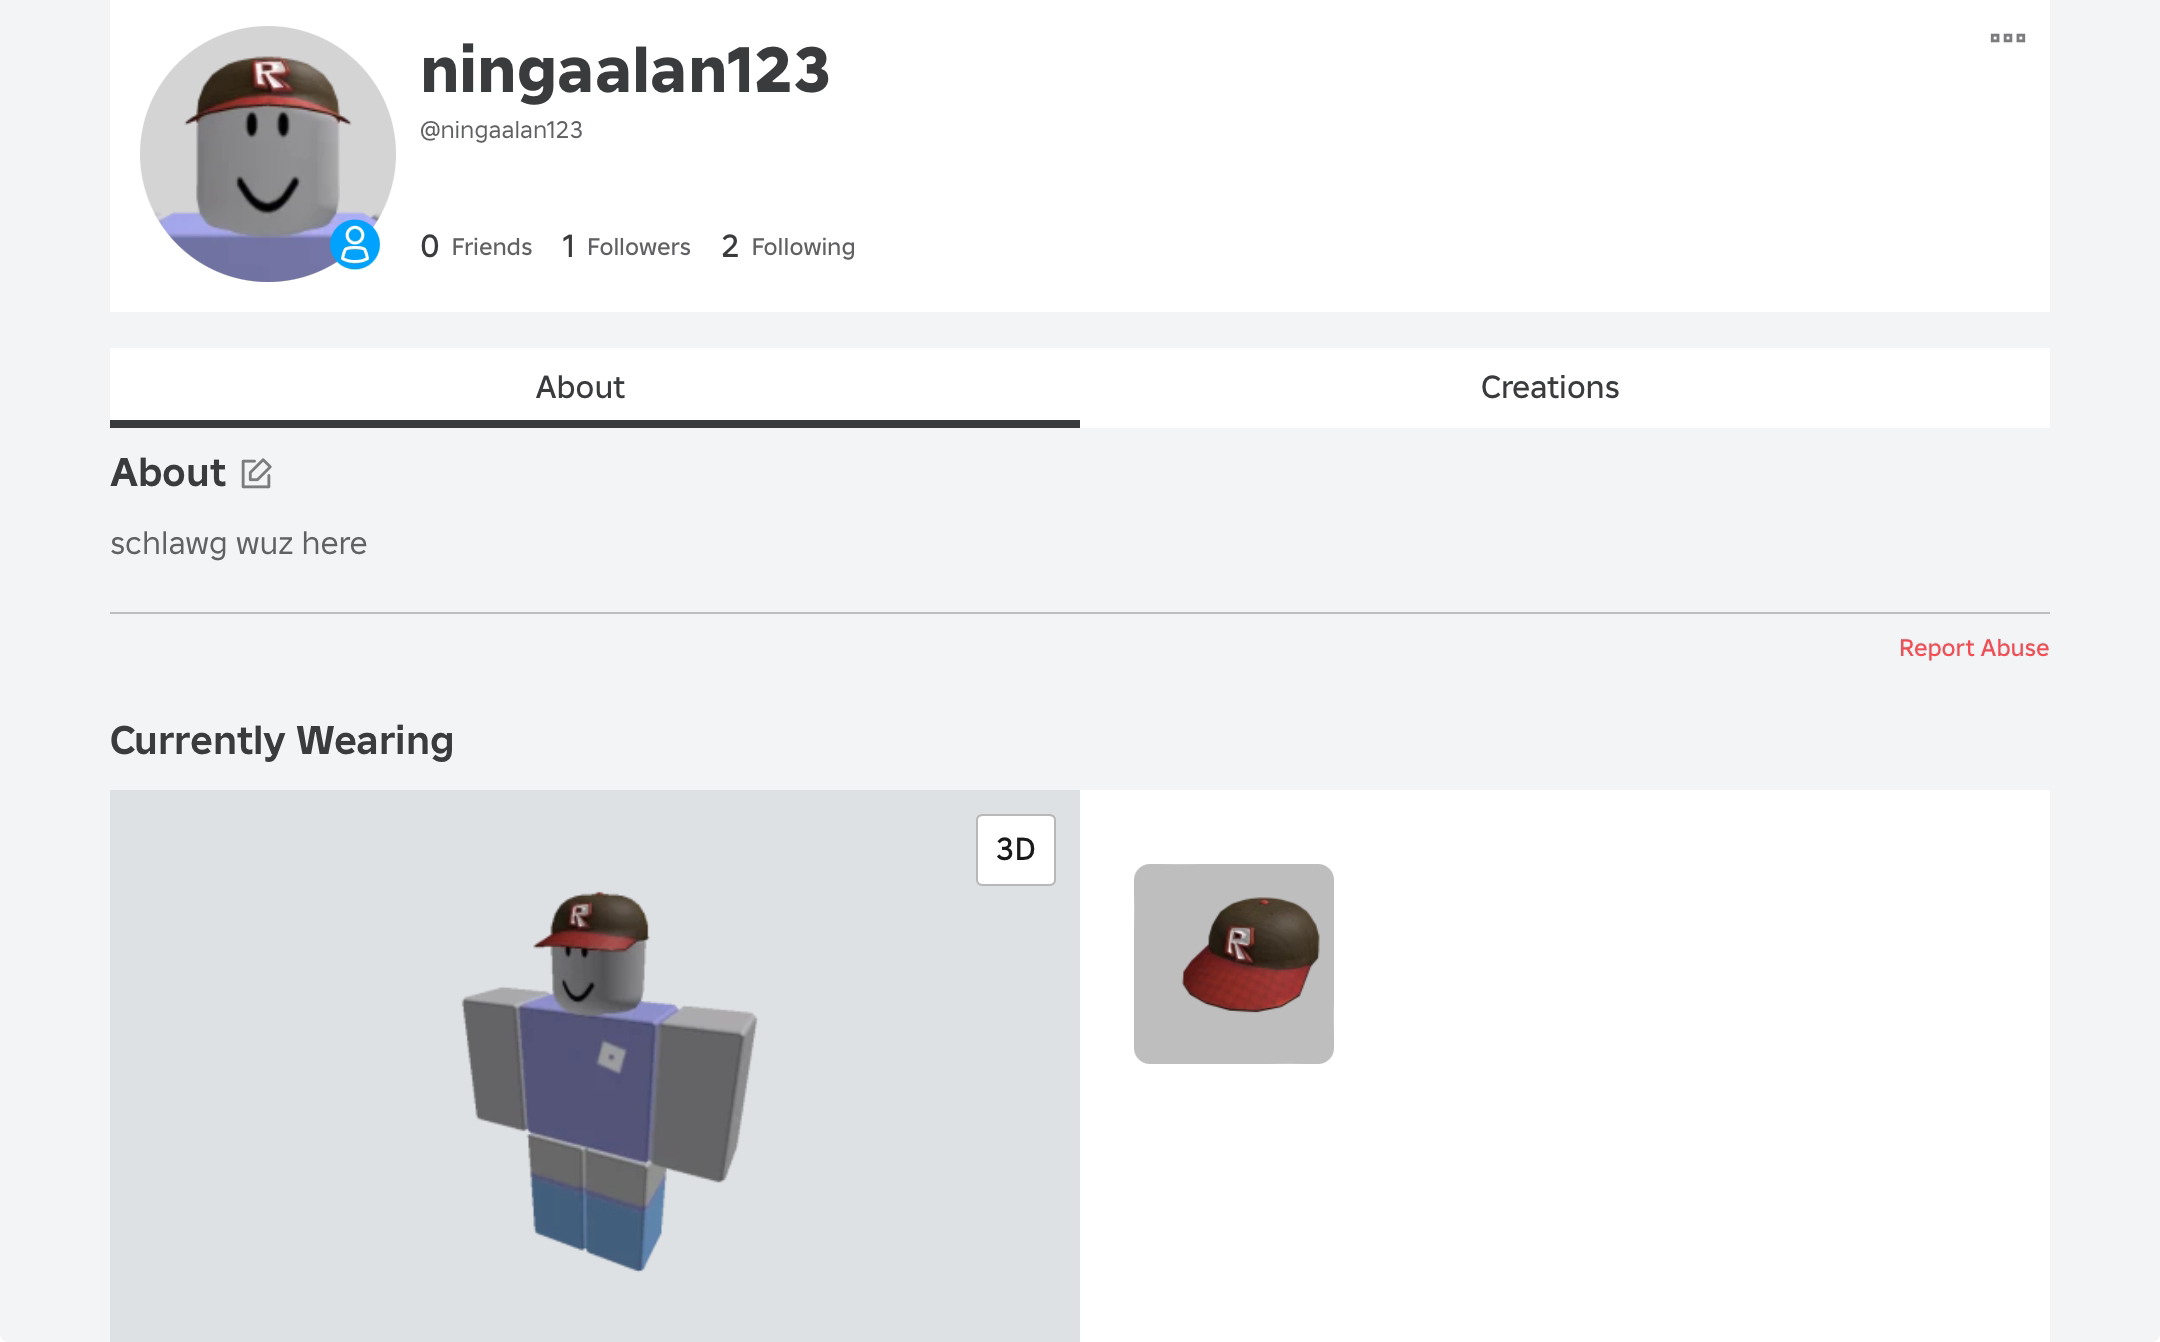 ningaalan123
@ningaalan123
0 Friends 1 Followers 2 Following
About Creations
About
schlawg wuz here
Report Abuse
Currently Wearing
3D
R
R
R